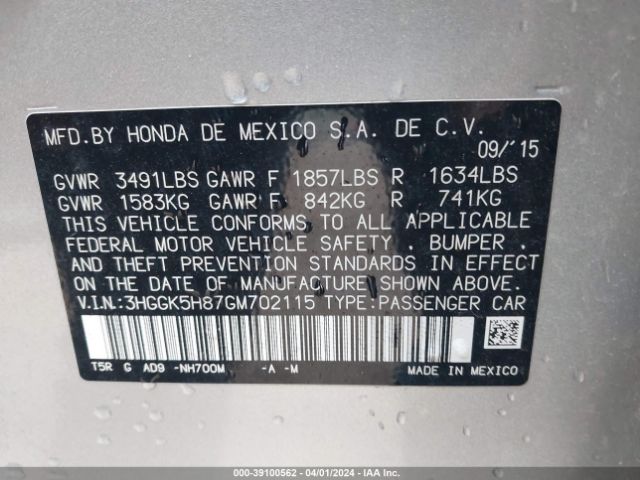 MFD.BY HONDA DE MEXICO S.A. DE C.V.
09/'15
GVWR 3491LBS GAWR F 1857LBS R 1634LBS
GVWR 1583KG GAWR F 842KG R 741KG
THIS VEHICLE CONFORMS TO ALL APPLICABLE
FEDERAL MOTOR VEHICLE SAFETY , BUMPER ,
AND THEFT PREVENTION STANDARDS IN EFFECT
ON THE DATE OF MANUFACTURE SHOWN ABOVE.
V.I.N:3HGGK5H87GM702115 TYPE:PASSENGER CAR
T5R G AD9 -NH700M -A -M MADE IN MEXICO
000-39100562 | 04/01/2024 - IAA Inc.